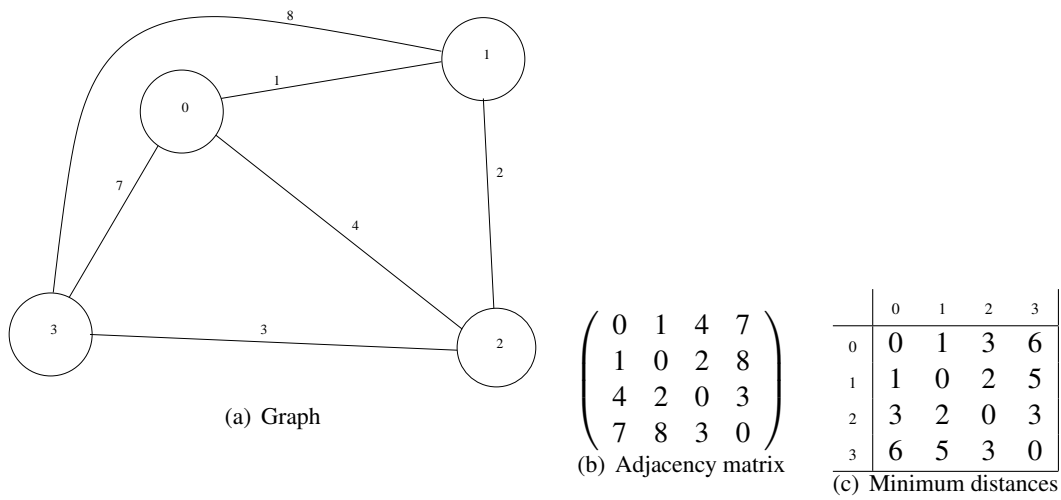 8
1
1
0
2
7
4
3
3
2
(a) Graph
0 1 4 7
1 0 2 8
4 2 0 3
7 8 3 0
(b) Adjacency matrix
0 1 2 3
0 0 1 3 6
1 1 0 2 5
2 3 2 0 3
3 6 5 3 0
(c) Minimum distances